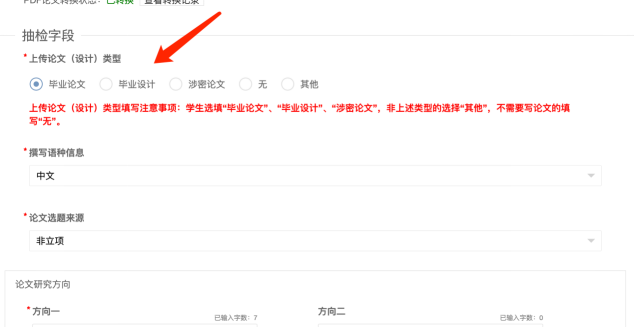 PDF论文转换状态：已转换 查看转换记录
抽检字段
*上传论文（设计）类型
毕业论文 毕业设计 涉密论文 无 其他
上传论文（设计）类型填写注意事项：学生选填“毕业论文”、“毕业设计”、“涉密论文”，非上述类型的选择“其他”，不需要写论文的填
写“无”。
*撰写语种信息
中文
*论文选题来源
非立项
论文研究方向
*方向一 已输入字数：7 方向二 已输入字数：0